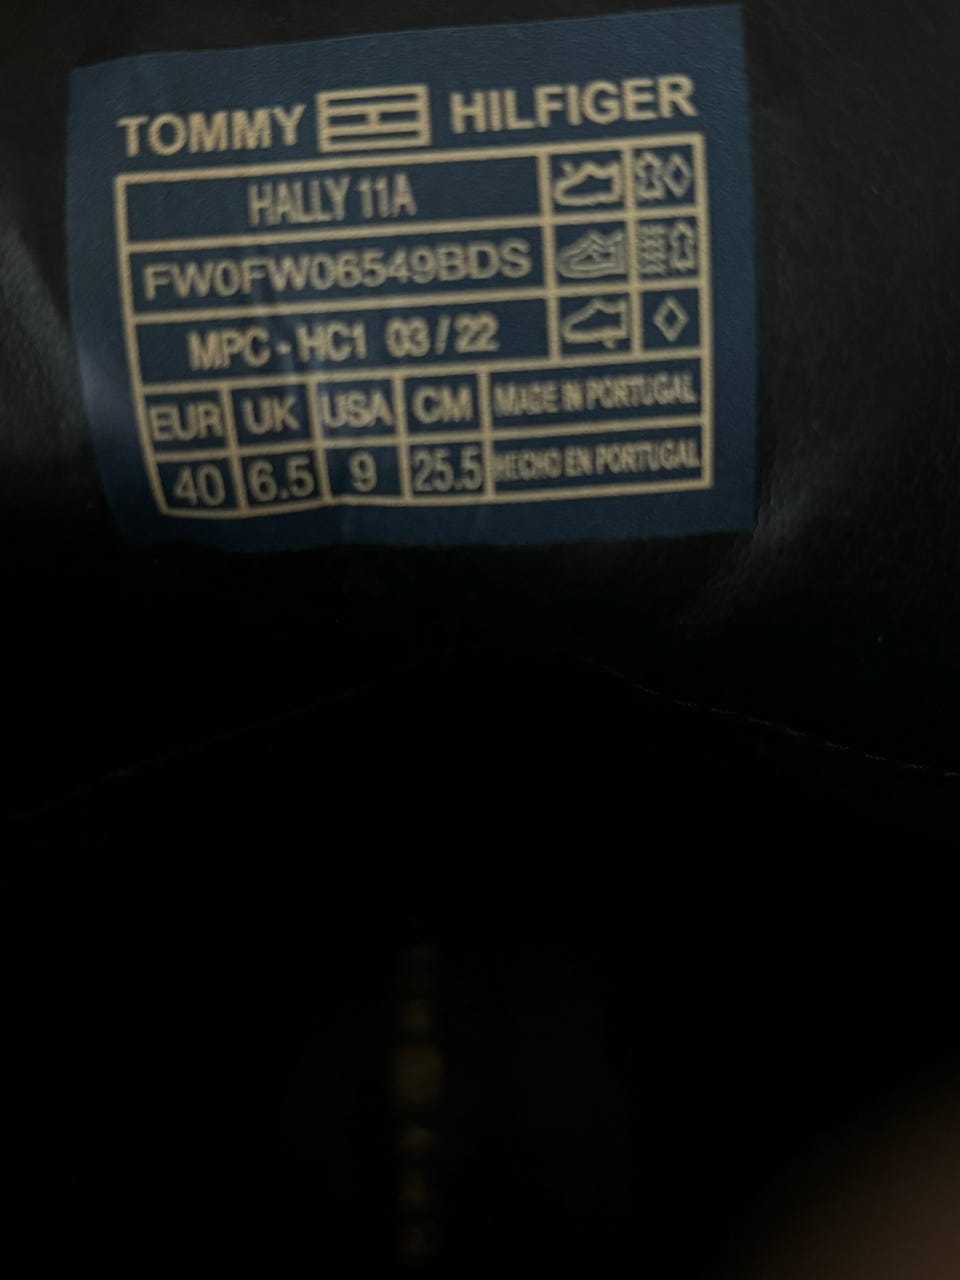 TOMMY HILFIGER
HALLY 11A
FW0FW06549BDS
MPC - HC1 03/22
EUR UK USA CM MADE IN PORTUGAL
40 6.5 9 25.5 HECHO EN PORTUGAL